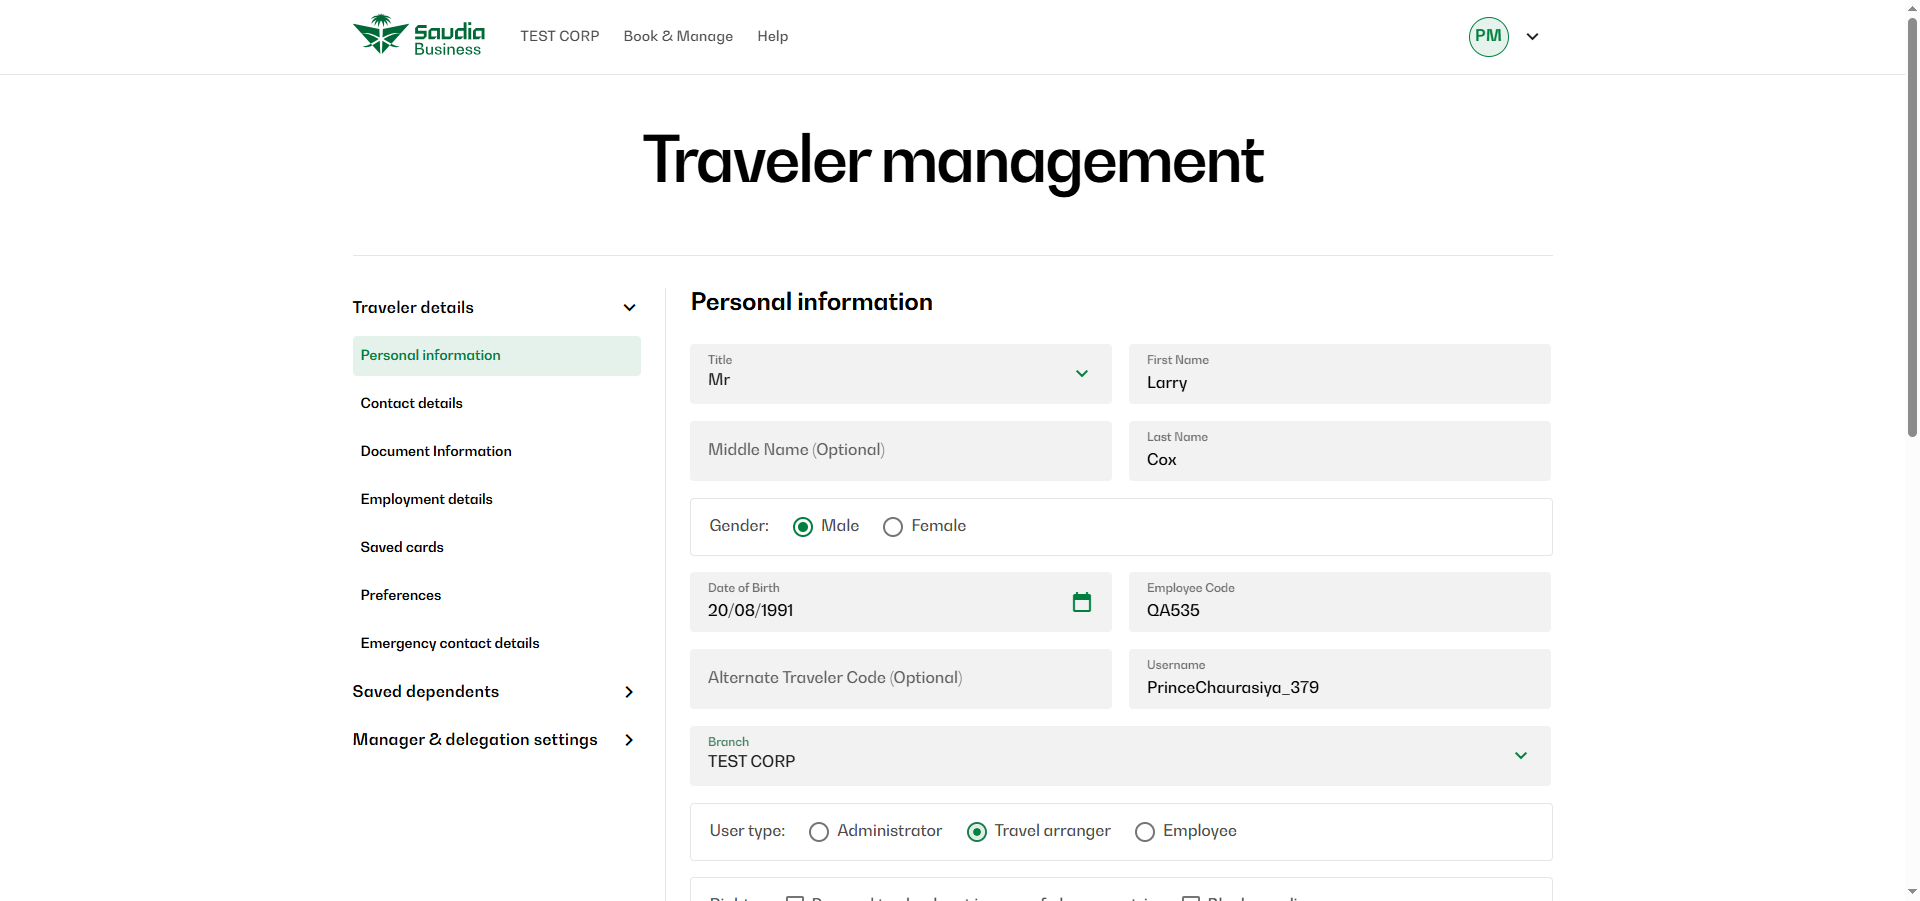 Saudia
Business
TEST CORP
Book & Manage
Help
PM
Traveler management
Traveler details
Personal information
Contact details
Document Information
Employment details
Saved cards
Preferences
Emergency contact details
Saved dependents
Manager & delegation settings
Personal information
Title
Mr
First Name
Larry
Middle Name (Optional)
Last Name
Cox
Gender:
Male
Female
Date of Birth
20/08/1991
Employee Code
QA535
Alternate Traveler Code (Optional)
Username
PrinceChaurasiya_379
Branch
TEST CORP
User type:
Administrator
Travel arranger
Employee